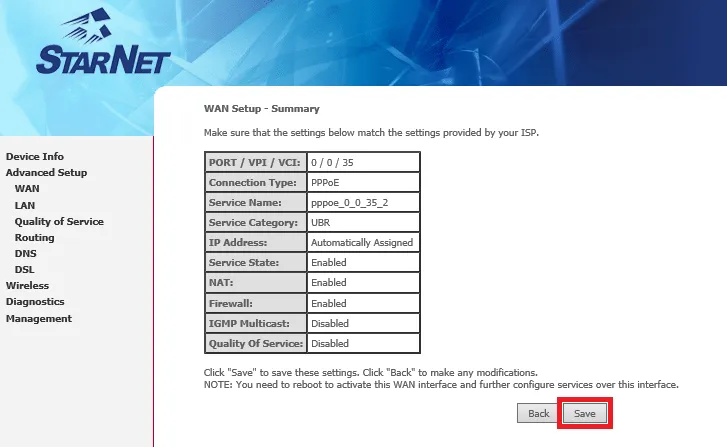 STARNET
Device Info
Advanced Setup
WAN
LAN
Quality of Service
Routing
DNS
DSL
Wireless
Diagnostics
Management
WAN Setup - Summary
Make sure that the settings below match the settings provided by your ISP.
PORT / VPI / VCI: 0 / 0 / 35
Connection Type: PPPoE
Service Name: pppoe_0_0_35_2
Service Category: UBR
IP Address: Automatically Assigned
Service State: Enabled
NAT: Enabled
Firewall: Enabled
IGMP Multicast: Disabled
Quality Of Service: Disabled
Click "Save" to save these settings. Click "Back" to make any modifications.
NOTE: You need to reboot to activate this WAN interface and further configure services over this interface.
Back Save